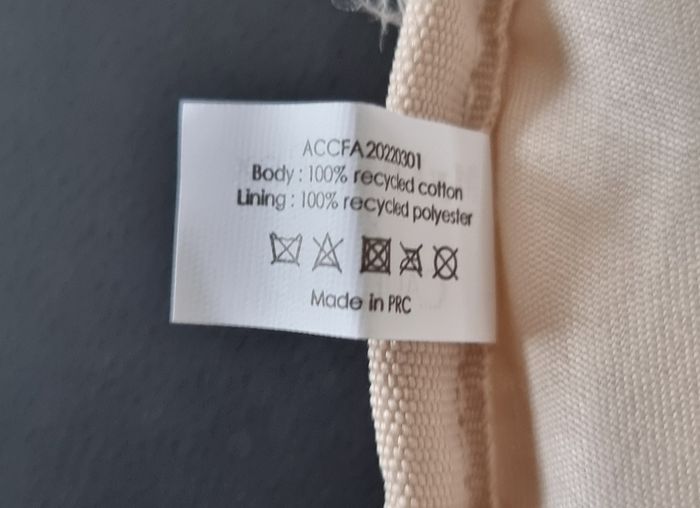 ACCFA20220301
Body : 100% recycled cotton
Lining : 100% recycled polyester
Made in PRC